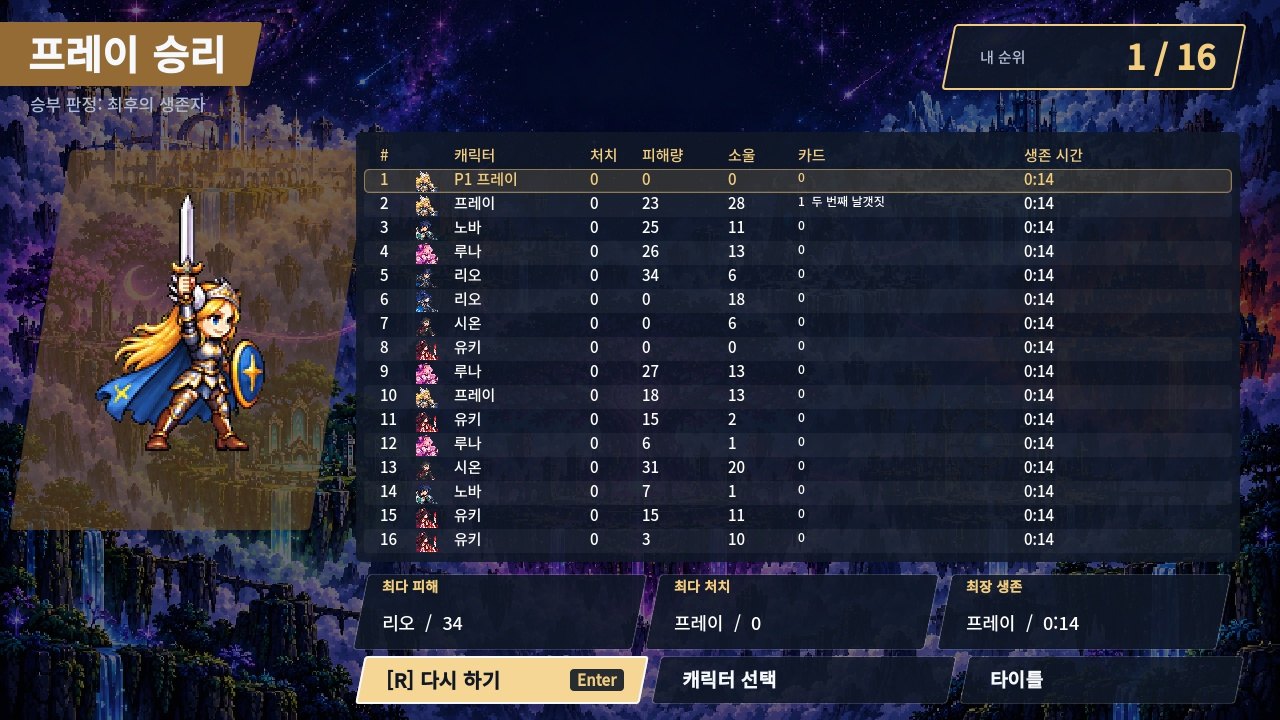 프레이 승리
승부 판정: 최후의 생존자
내 순위 1 / 16
# 캐릭터 처치 피해량 소울 카드 생존 시간
1 P1 프레이 0 0 0 0 0:14
2 프레이 0 23 28 1 두 번째 날갯짓 0:14
3 노바 0 25 11 0 0:14
4 루나 0 26 13 0 0:14
5 리오 0 34 6 0 0:14
6 리오 0 0 18 0 0:14
7 시온 0 0 6 0 0:14
8 유키 0 0 0 0 0:14
9 루나 0 27 13 0 0:14
10 프레이 0 18 13 0 0:14
11 유키 0 15 2 0 0:14
12 루나 0 6 1 0 0:14
13 시온 0 31 20 0 0:14
14 노바 0 7 1 0 0:14
15 유키 0 15 11 0 0:14
16 유키 0 3 10 0 0:14
최다 피해 최다 처치 최장 생존
리오 / 34 프레이 / 0 프레이 / 0:14
[R] 다시 하기 Enter 캐릭터 선택 타이틀